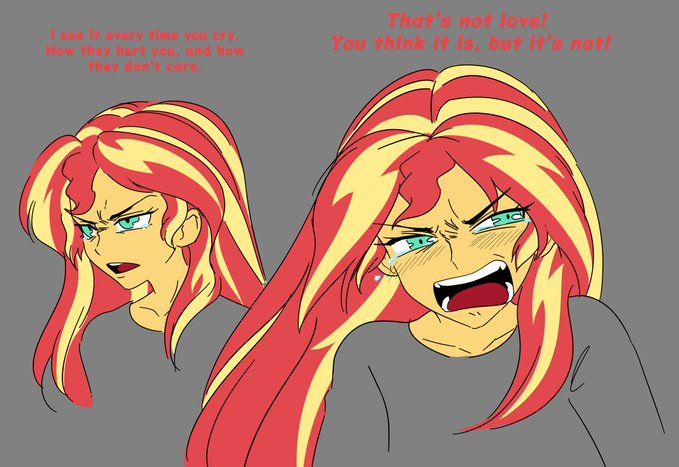 I see it every time you cry.
How they hurt you, and how
they don't care.
That's not love!
You think it is, but it's not!